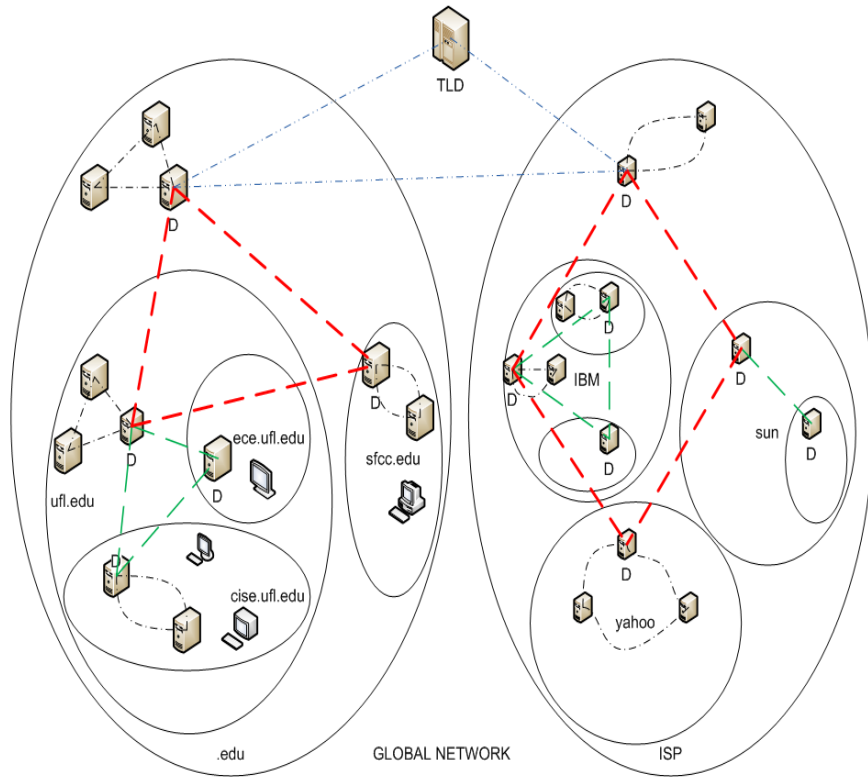 TLD
D
D
D
IBM
D
D
D
ece.ufl.edu
D
sfcc.edu
sun
D
D
D
ufl.edu
D
D
cise.ufl.edu
yahoo
.edu
GLOBAL NETWORK
ISP